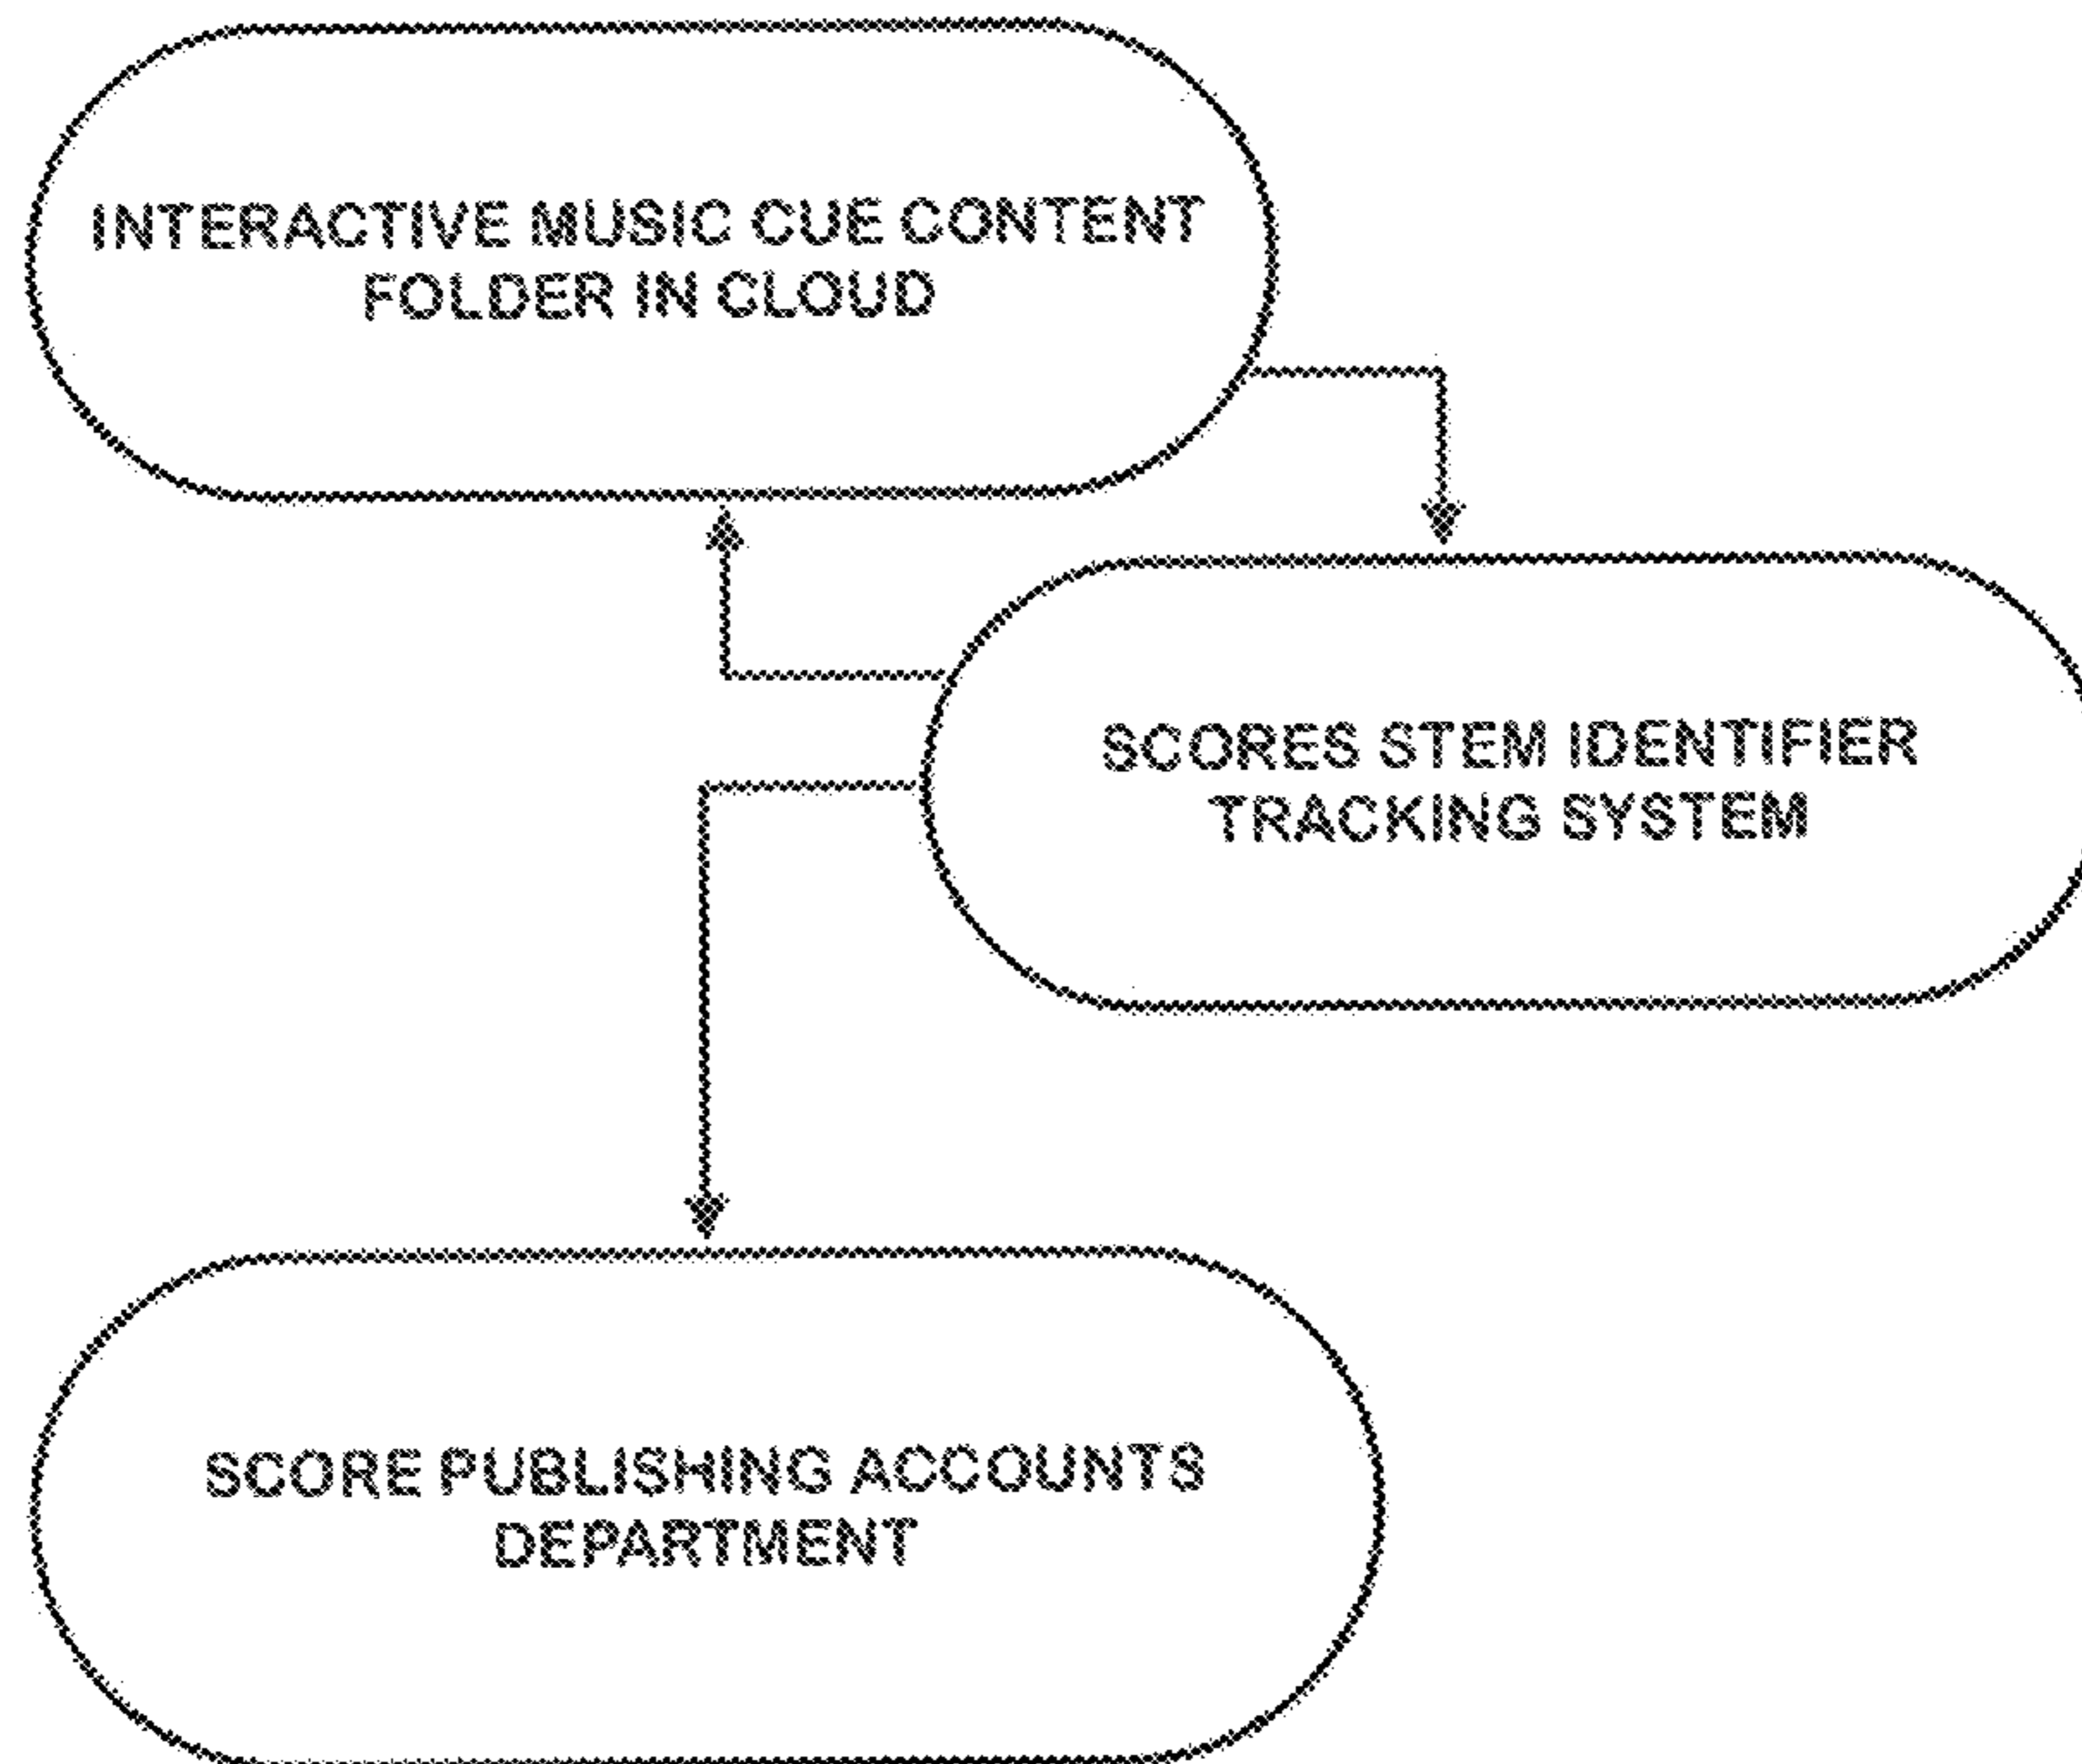 INTERACTIVE MUSIC CUE CONTENT
FOLDER IN CLOUD
SCORES STEM IDENTIFIER
TRACKING SYSTEM
SCORE PUBLISHING ACCOUNTS
DEPARTMENT